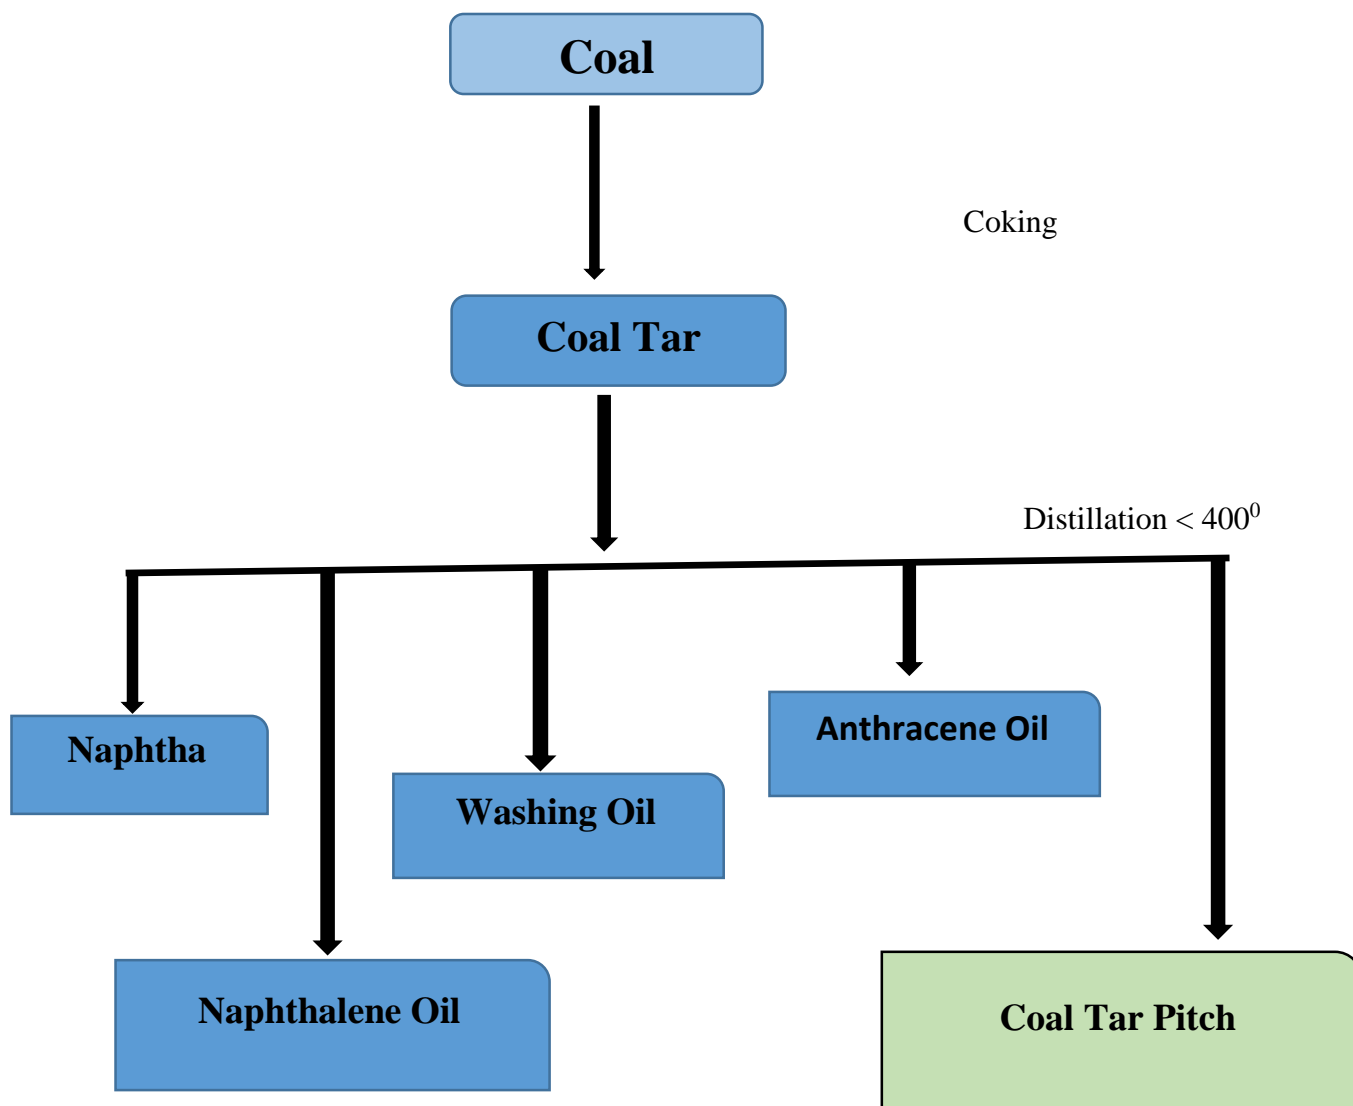 Coal
Coking
Coal Tar
Distillation < 400⁰
Naphtha
Anthracene Oil
Washing Oil
Naphthalene Oil
Coal Tar Pitch